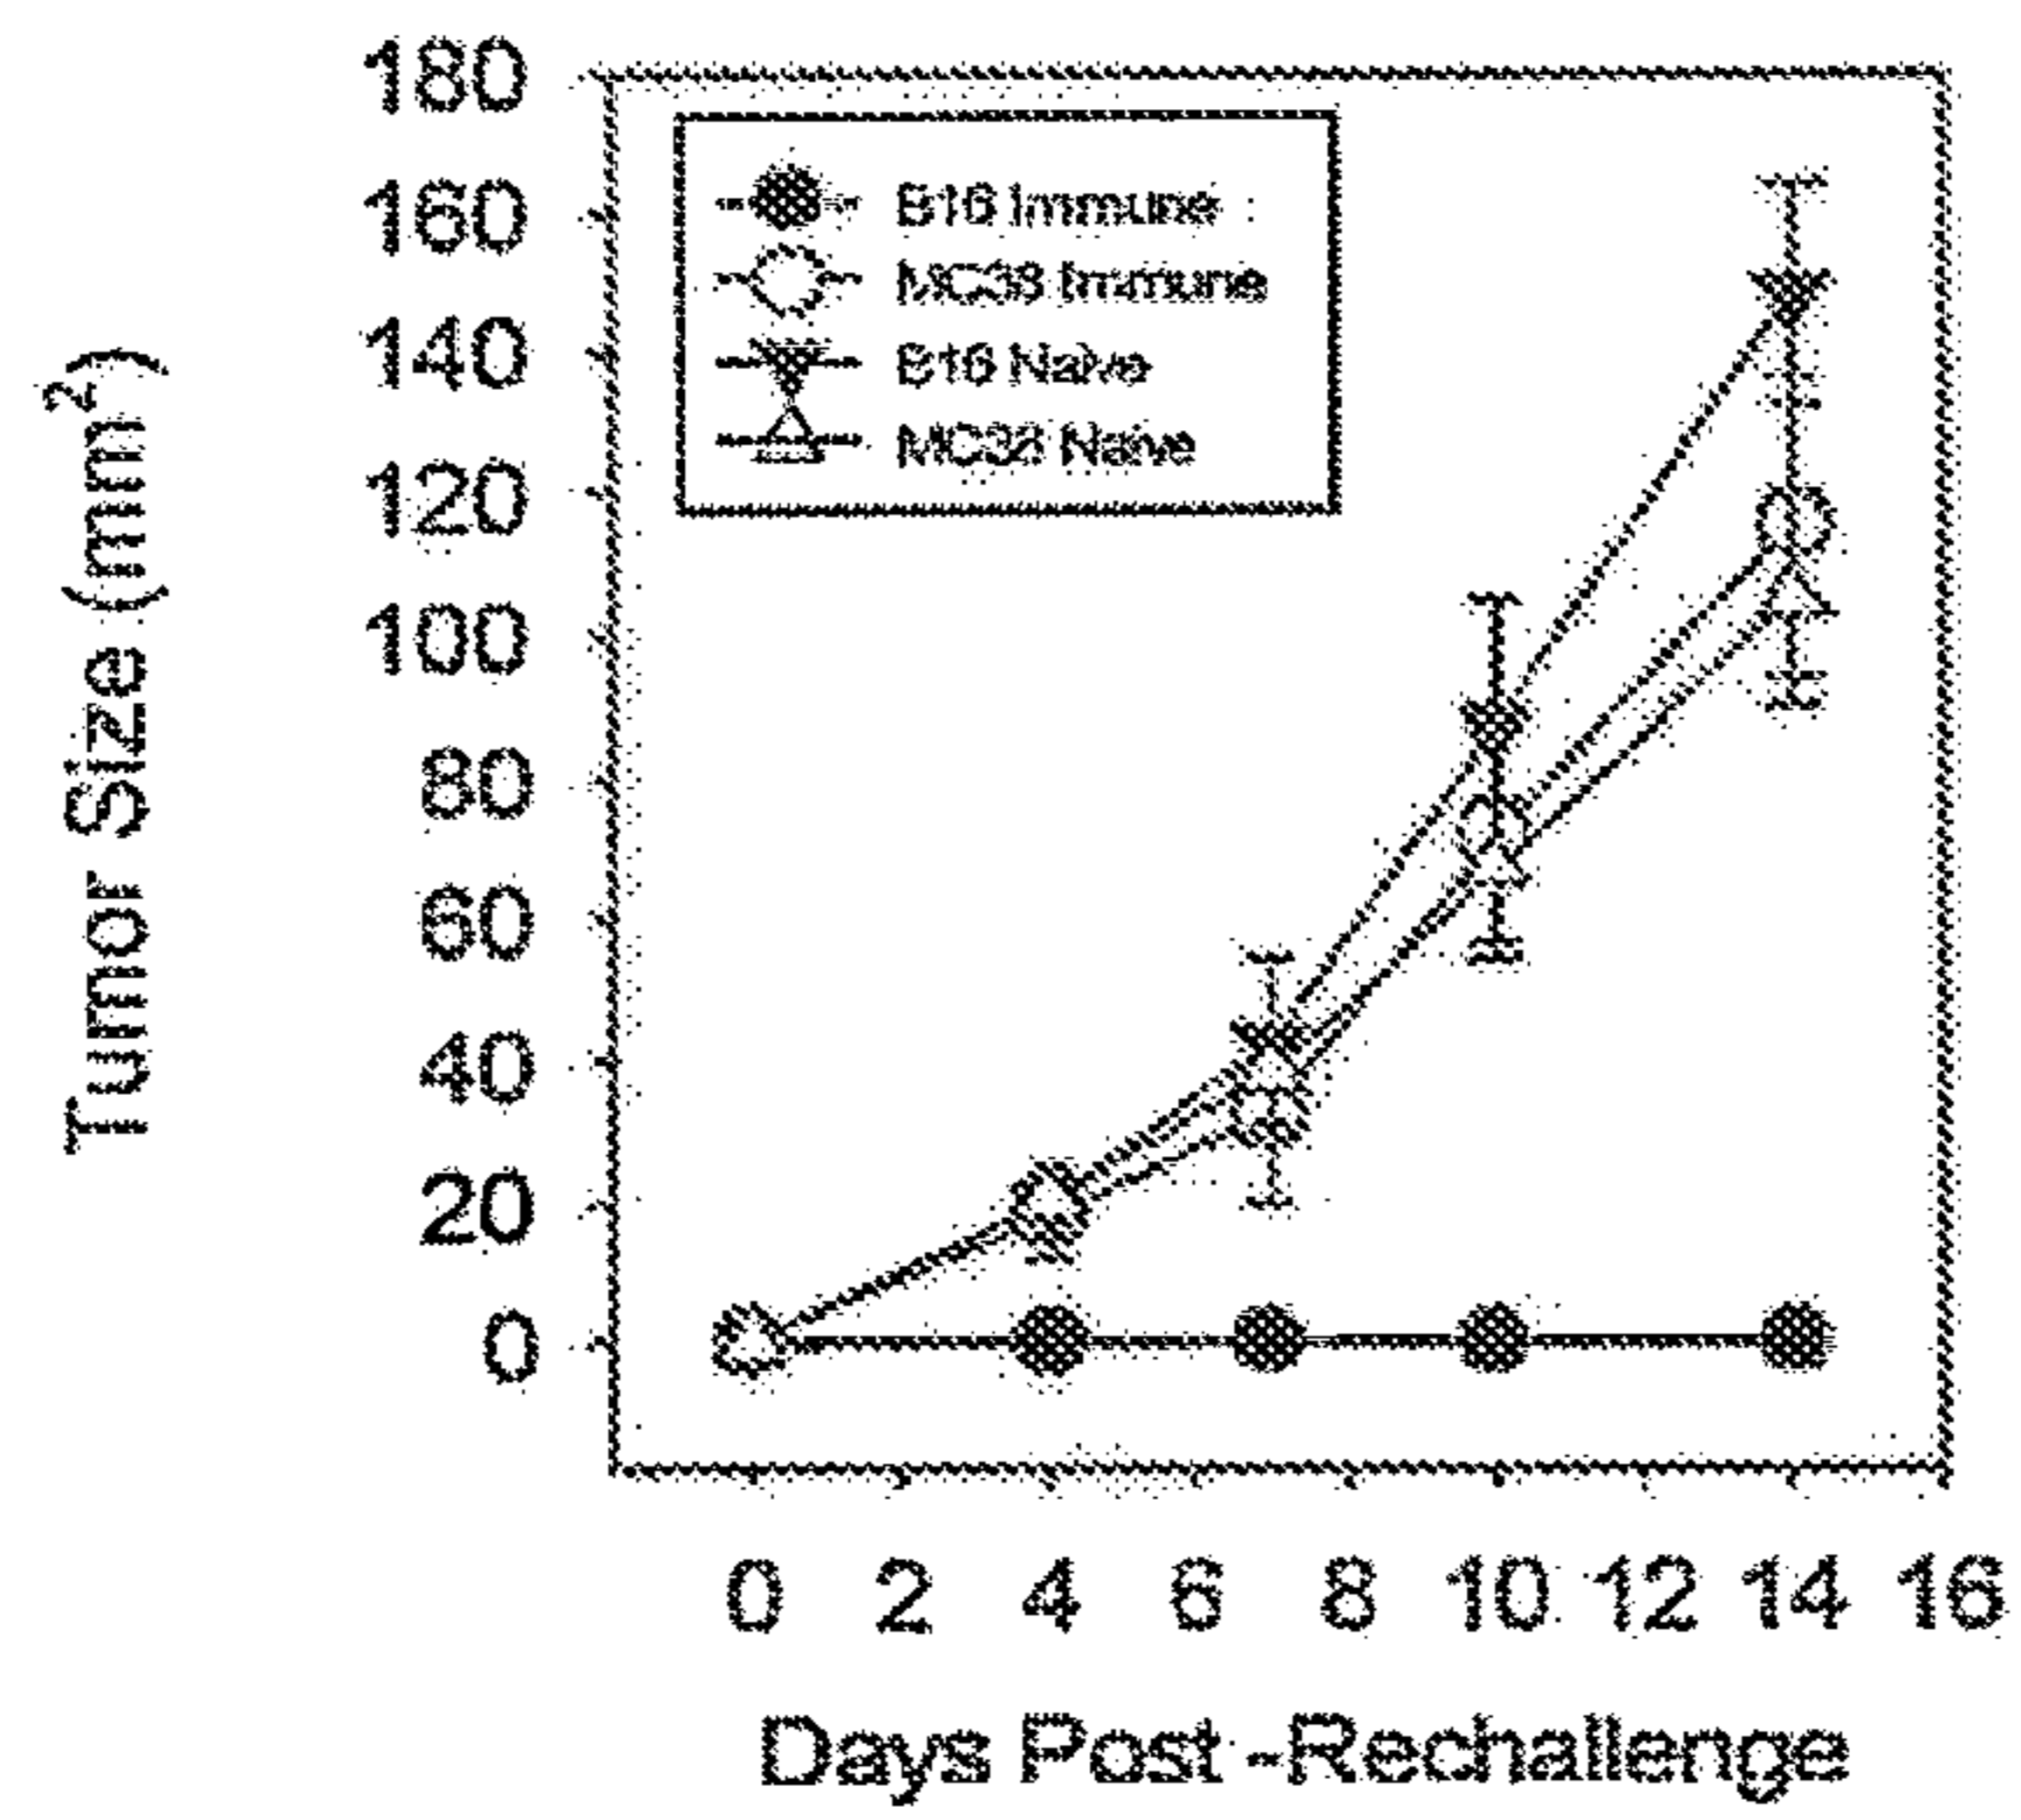 180
160
140
120
100
80
60
40
20
0
Tumor Size (mm²)
B16 Immune
MC38 Immune
B16 Naive
MC38 Naive
0 2 4 6 8 10 12 14 16
Days Post -Rechallenge